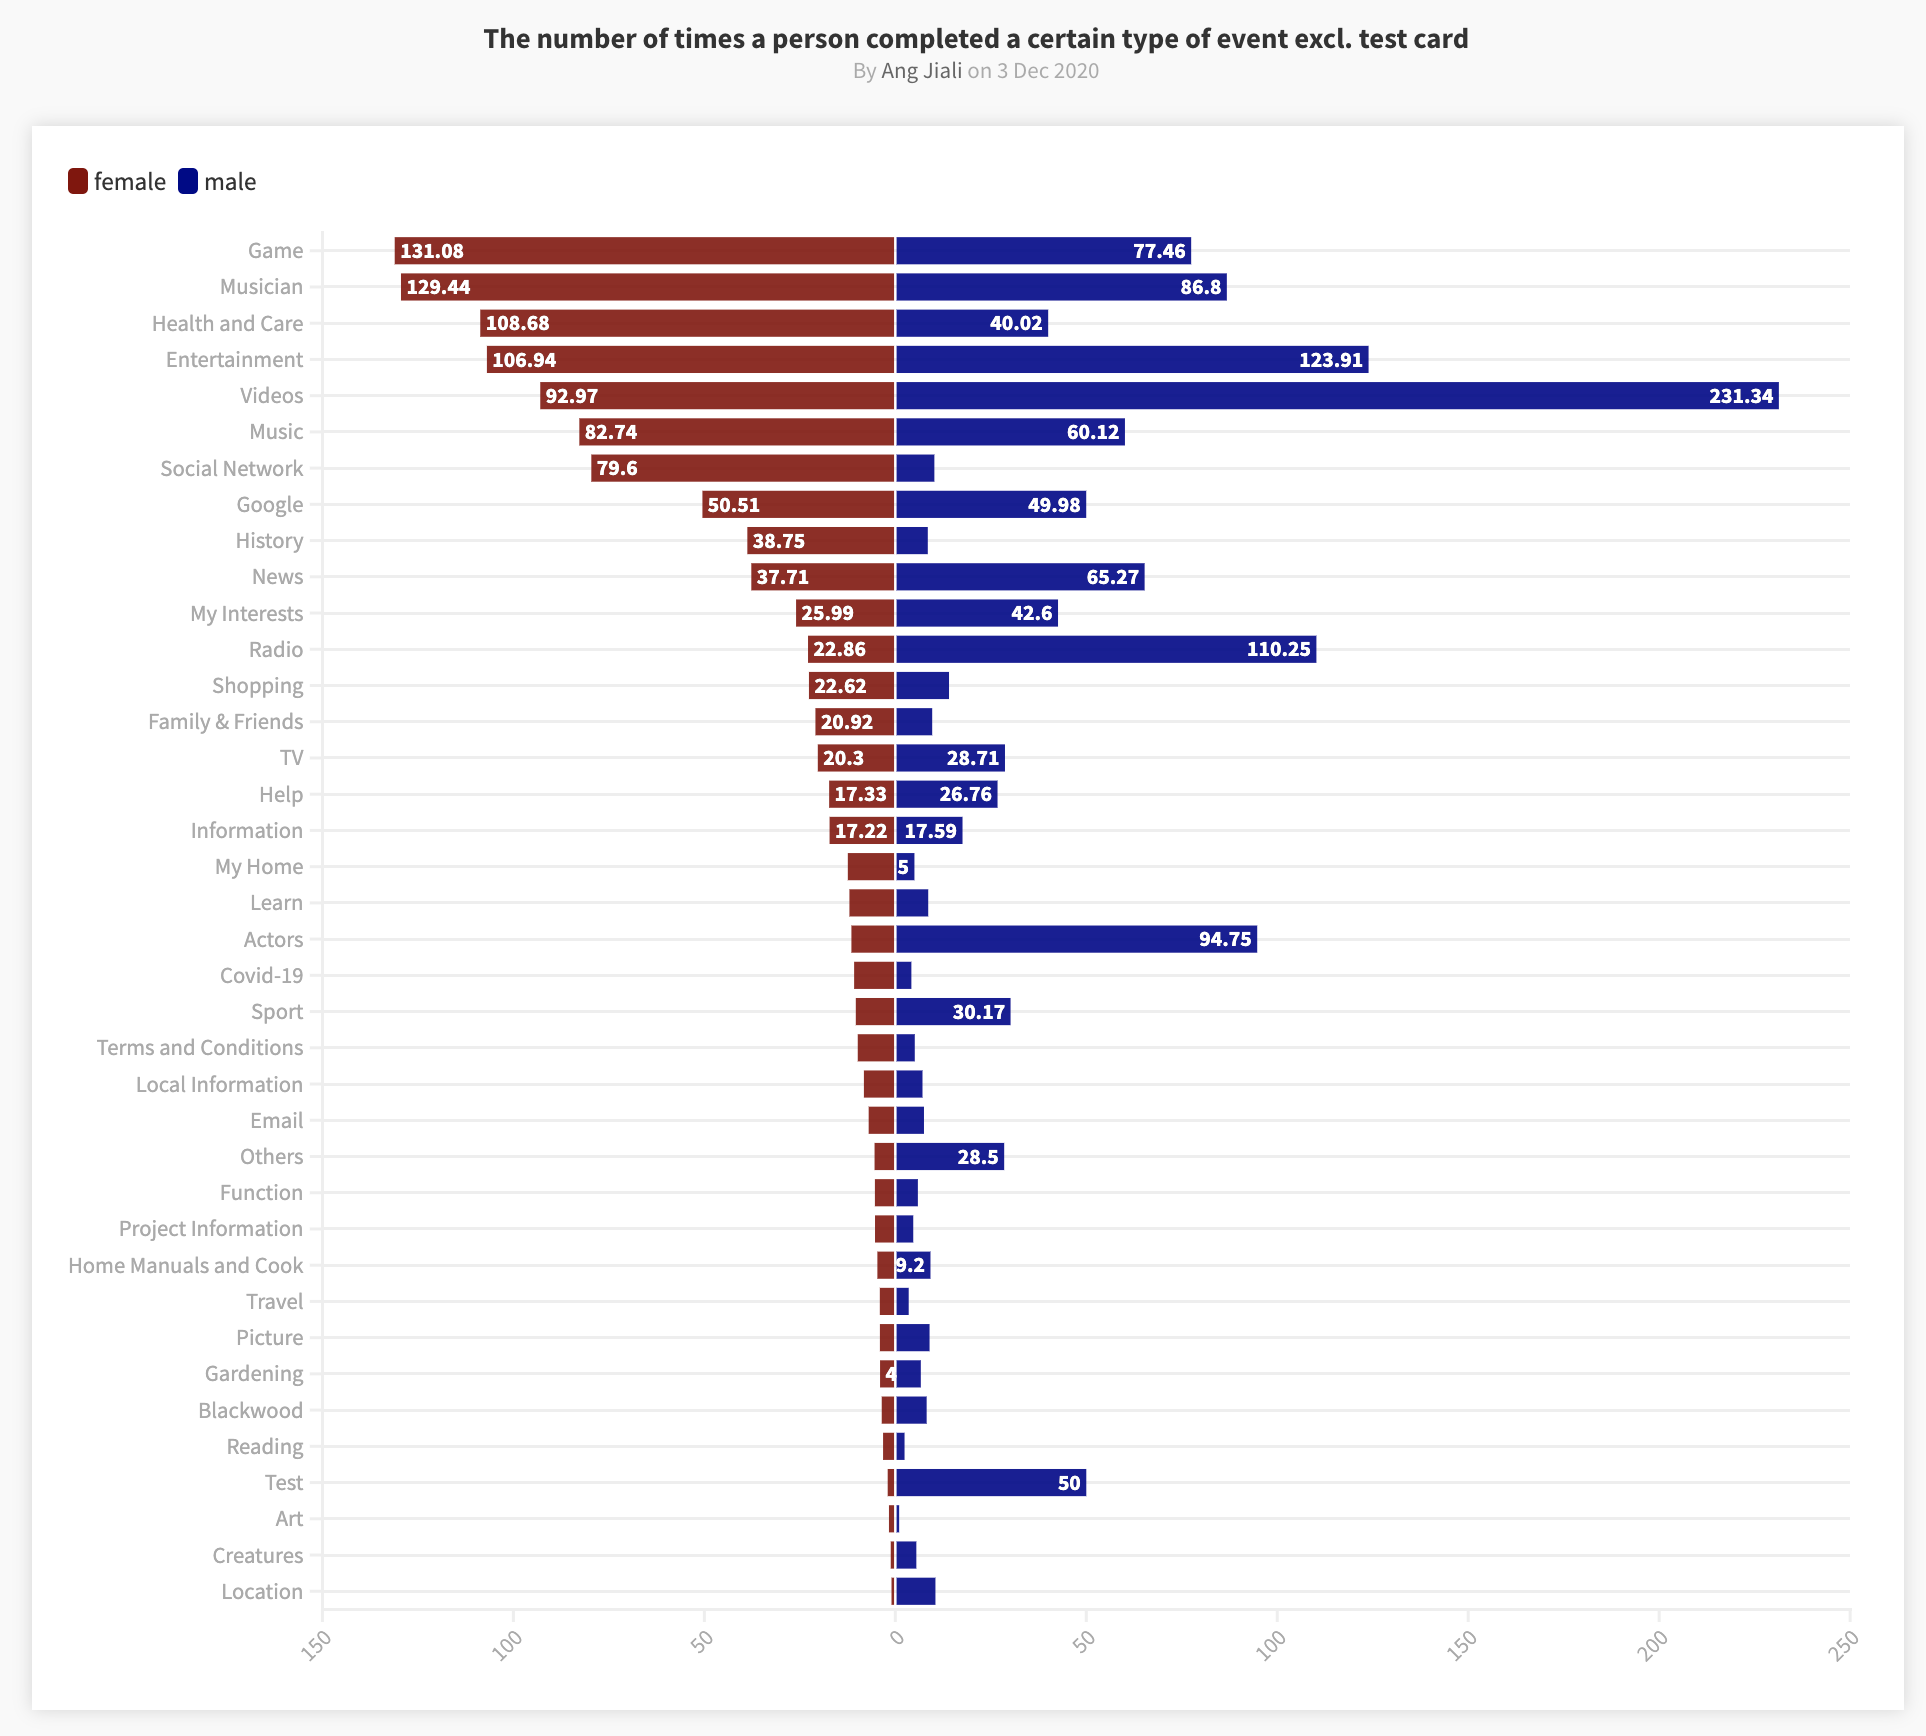 The number of times a person completed a certain type of event excl. test card
By Ang Jiali on 3 Dec 2020
female male
Game 131.08 77.46
Musician 129.44 86.8
Health and Care 108.68 40.02
Entertainment 106.94 123.91
Videos 92.97 231.34
Music 82.74 60.12
Social Network 79.6
Google 50.51 49.98
History 38.75
News 37.71 65.27
My Interests 25.99 42.6
Radio 22.86 110.25
Shopping 22.62
Family & Friends 20.92
TV 20.3 28.71
Help 17.33 26.76
Information 17.22 17.59
My Home 5
Learn
Actors 94.75
Covid-19
Sport 30.17
Terms and Conditions
Local Information
Email
Others 28.5
Function
Project Information
Home Manuals and Cook 9.2
Travel
Picture
Gardening 4
Blackwood
Reading
Test 50
Art
Creatures
Location
150 100 50 0 50 100 150 200 250